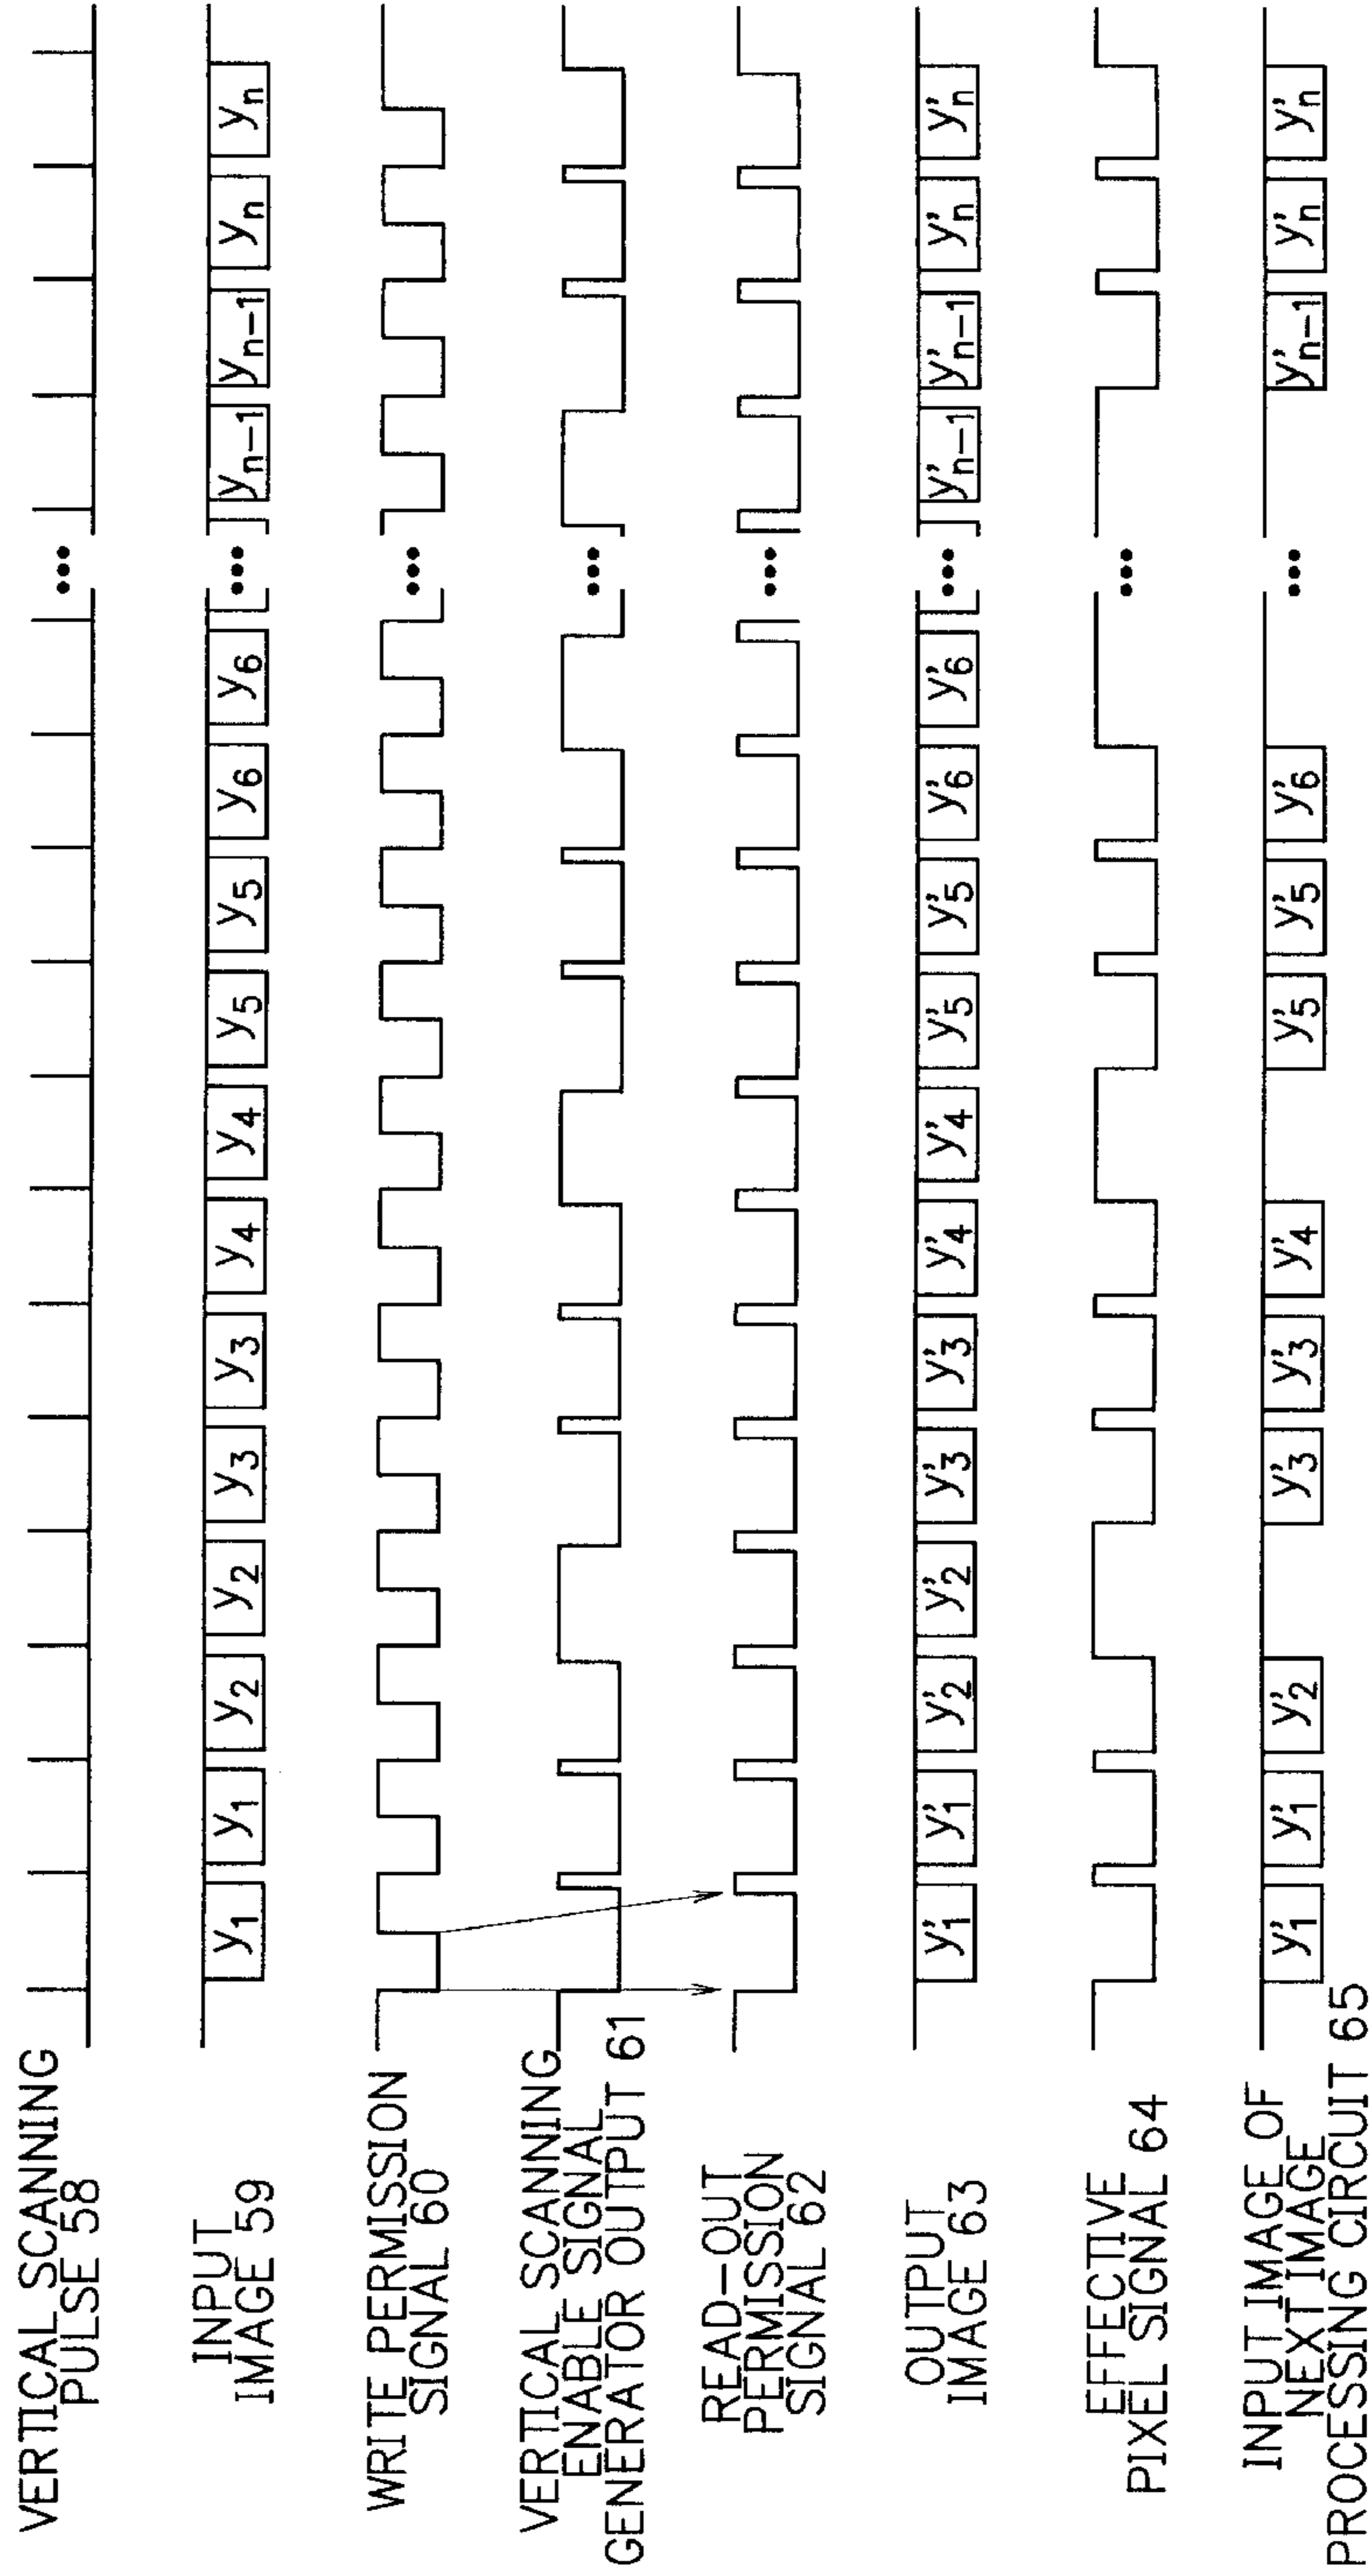 VERTICAL SCANNING
PULSE 58
INPUT
IMAGE 59
y1 y1 y2 y2 y3 y3 y4 y4 y5 y5 y6 y6 ••• yn−1 yn−1 yn yn
WRITE PERMISSION
SIGNAL 60
VERTICAL SCANNING
ENABLE SIGNAL
GENERATOR OUTPUT 61
READ-OUT
PERMISSION
SIGNAL 62
OUTPUT
IMAGE 63
y'1 y'1 y'2 y'2 y'3 y'3 y'4 y'4 y'5 y'5 y'6 y'6 ••• y'n−1 y'n−1 y'n y'n
EFFECTIVE
PIXEL SIGNAL 64
INPUT IMAGE OF
NEXT IMAGE
PROCESSING CIRCUIT 65
y'1 y'1 y'2 y'3 y'3 y'4 y'5 y'5 y'6 ••• y'n−1 y'n y'n